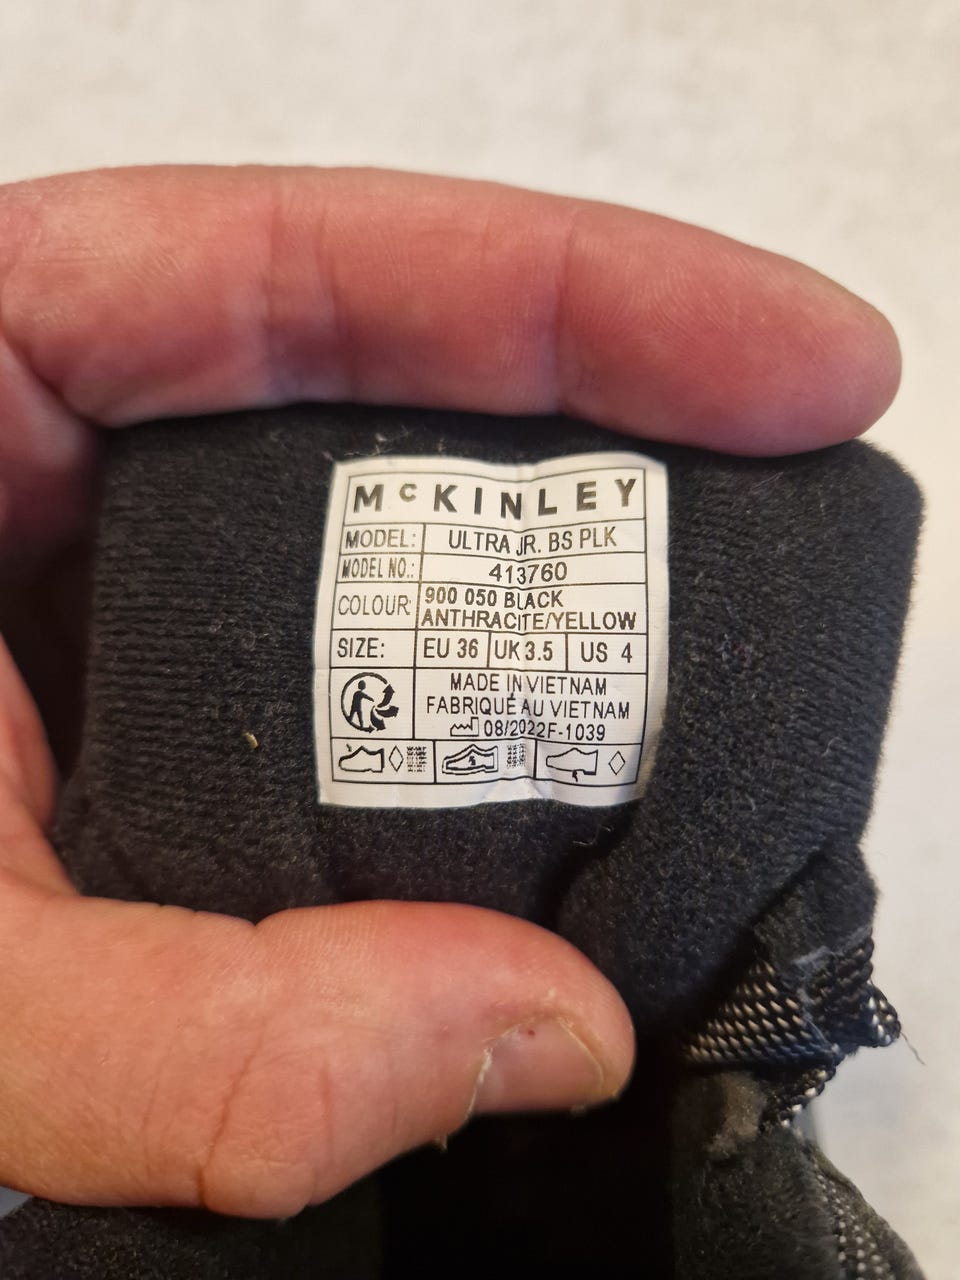 McKINLEY
MODEL: ULTRA JR. BS PLK
MODEL NO.: 413760
COLOUR: 900 050 BLACK
ANTHRACITE/YELLOW
SIZE: EU 36 UK 3.5 US 4
MADE IN VIETNAM
FABRIQUÉ AU VIETNAM
08/2022F-1039